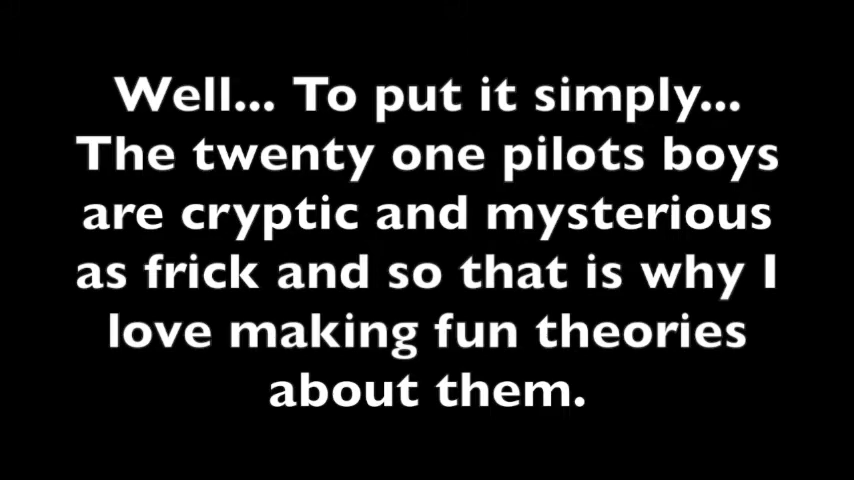 Well... To put it simply...
The twenty one pilots boys
are cryptic and mysterious
as frick and so that is why I
love making fun theories
about them.